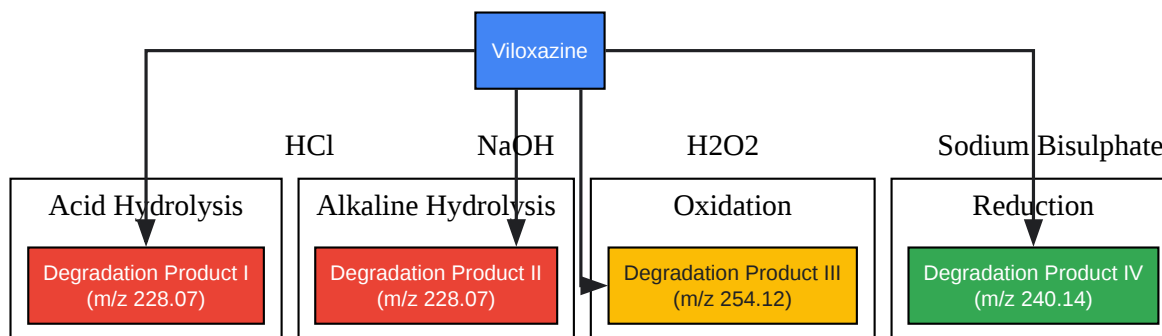 Viloxazine
HCl
NaOH
H2O2
Sodium Bisulphate
Acid Hydrolysis
Alkaline Hydrolysis
Oxidation
Reduction
Degradation Product I
(m/z 228.07)
Degradation Product II
(m/z 228.07)
Degradation Product III
(m/z 254.12)
Degradation Product IV
(m/z 240.14)